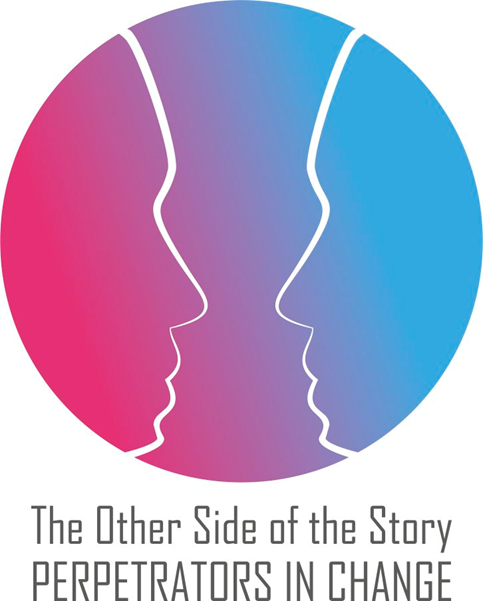 The Other Side of the Story
PERPETRATORS IN CHANGE